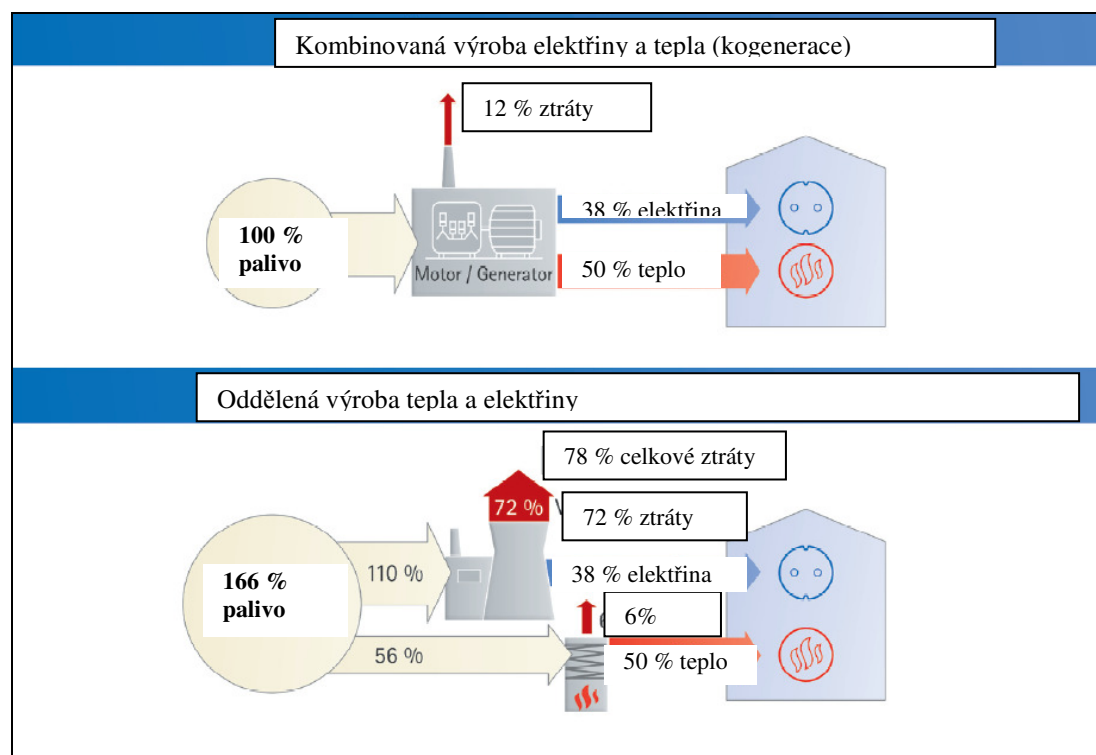 Kombinovaná výroba elektřiny a tepla (kogenerace)
12 % ztráty
100 %
palivo
38 % elektřina
50 % teplo
Motor / Generator
Oddělená výroba tepla a elektřiny
78 % celkové ztráty
72 %
72 % ztráty
166 %
palivo
110 %
38 % elektřina
6%
56 %
50 % teplo